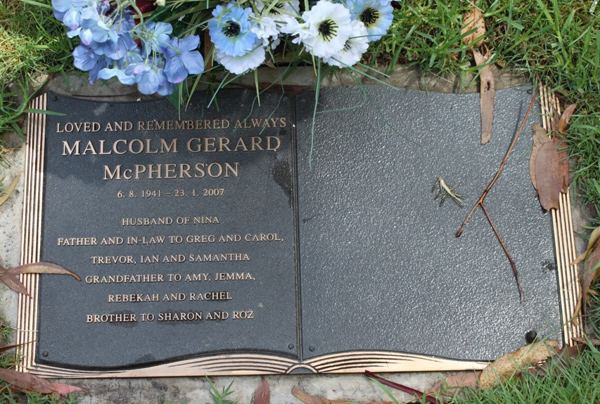 LOVED AND REMEMBERED ALWAYS
MALCOLM GERARD
McPHERSON
6. 8. 1941 – 23. 1. 2007
HUSBAND OF NINA
FATHER AND IN-LAW TO GREG AND CAROL,
TREVOR, IAN AND SAMANTHA
GRANDFATHER TO AMY, JEMMA,
REBEKAH AND RACHEL
BROTHER TO SHARON AND ROZ